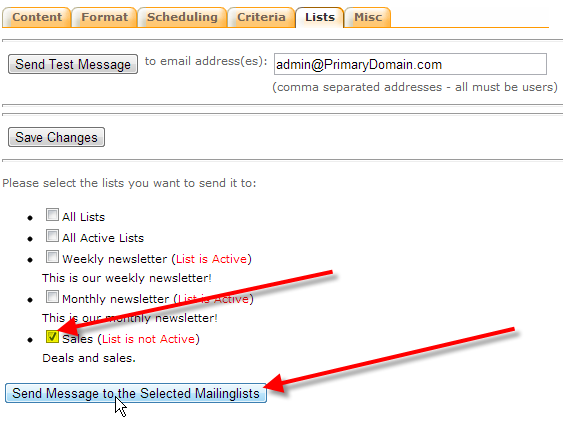 Content Format Scheduling Criteria Lists Misc
Send Test Message to email address(es): admin@PrimaryDomain.com
(comma separated addresses - all must be users)
Save Changes
Please select the lists you want to send it to:
All Lists
All Active Lists
Weekly newsletter (List is Active)
This is our weekly newsletter!
Monthly newsletter (List is Active)
This is our monthly newsletter!
Sales (List is not Active)
Deals and sales.
Send Message to the Selected Mailinglists